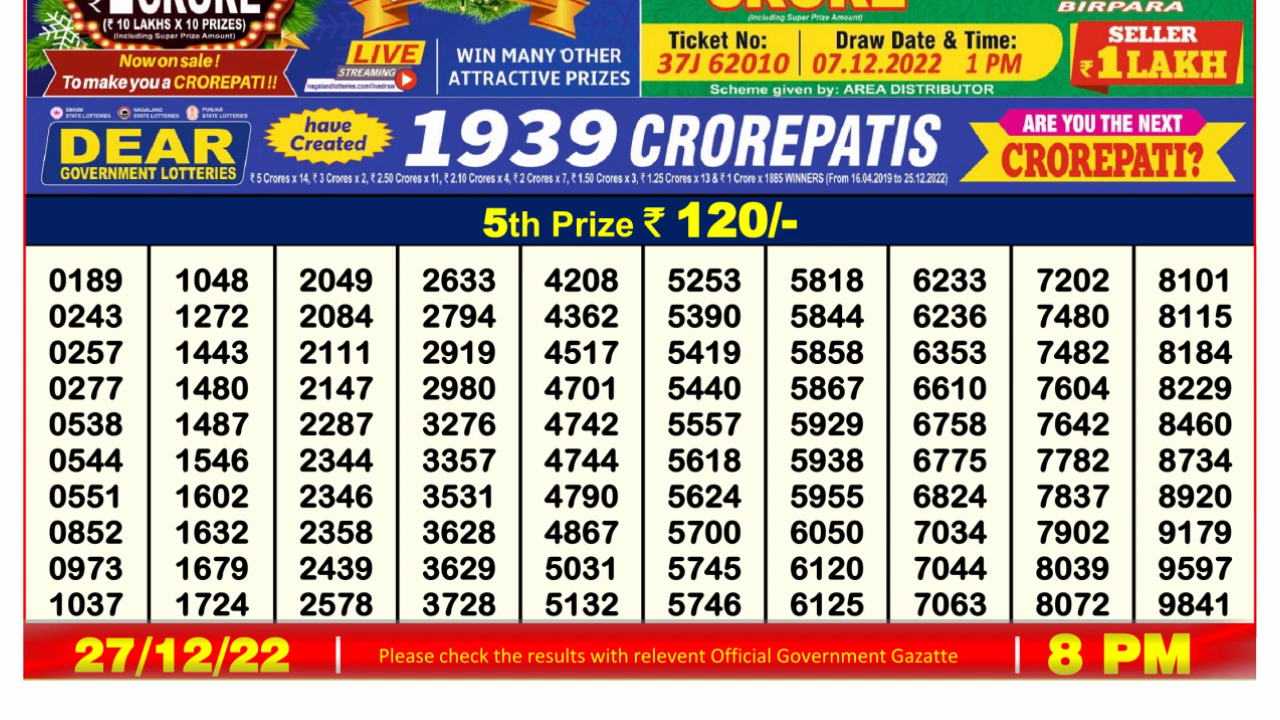 ₹ 1 CRORE
(₹ 10 LAKHS X 10 PRIZES)
(Including Super Prize Amount)
Now on sale!
To make you a CROREPATI!!
LIVE
STREAMING
nagalandlotteries.com/livedraw
WIN MANY OTHER
ATTRACTIVE PRIZES
CRORE
(Including Super Prize Amount)
Ticket No:
37J 62010
Draw Date & Time:
07.12.2022 1 PM
Scheme given by: AREA DISTRIBUTOR
BIRPARA
SELLER
₹1 LAKH
SIKKIM STATE LOTTERIES
NAGALAND STATE LOTTERIES
PUNJAB STATE LOTTERIES
DEAR
GOVERNMENT LOTTERIES
have
Created
1939 CROREPATIS
₹ 5 Crores x 14, ₹ 3 Crores x 2, ₹ 2.50 Crores x 11, ₹ 2.10 Crores x 4, ₹ 2 Crores x 7, ₹ 1.50 Crores x 3, ₹ 1.25 Crores x 13 & ₹ 1 Crore x 1885 WINNERS (From 16.04.2019 to 25.12.2022)
ARE YOU THE NEXT
CROREPATI?
5th Prize ₹ 120/-
0189 1048 2049 2633 4208 5253 5818 6233 7202 8101
0243 1272 2084 2794 4362 5390 5844 6236 7480 8115
0257 1443 2111 2919 4517 5419 5858 6353 7482 8184
0277 1480 2147 2980 4701 5440 5867 6610 7604 8229
0538 1487 2287 3276 4742 5557 5929 6758 7642 8460
0544 1546 2344 3357 4744 5618 5938 6775 7782 8734
0551 1602 2346 3531 4790 5624 5955 6824 7837 8920
0852 1632 2358 3628 4867 5700 6050 7034 7902 9179
0973 1679 2439 3629 5031 5745 6120 7044 8039 9597
1037 1724 2578 3728 5132 5746 6125 7063 8072 9841
27/12/22
Please check the results with relevent Official Government Gazatte
8 PM